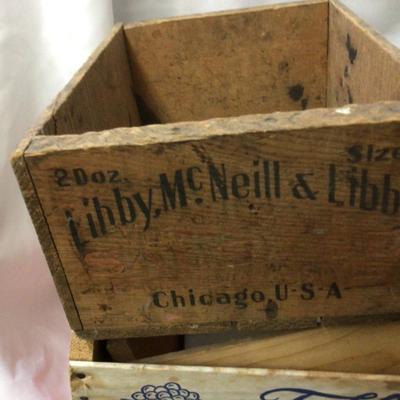 2 Doz. Size
Libby, McNeill & Libb
Chicago, U-S-A-